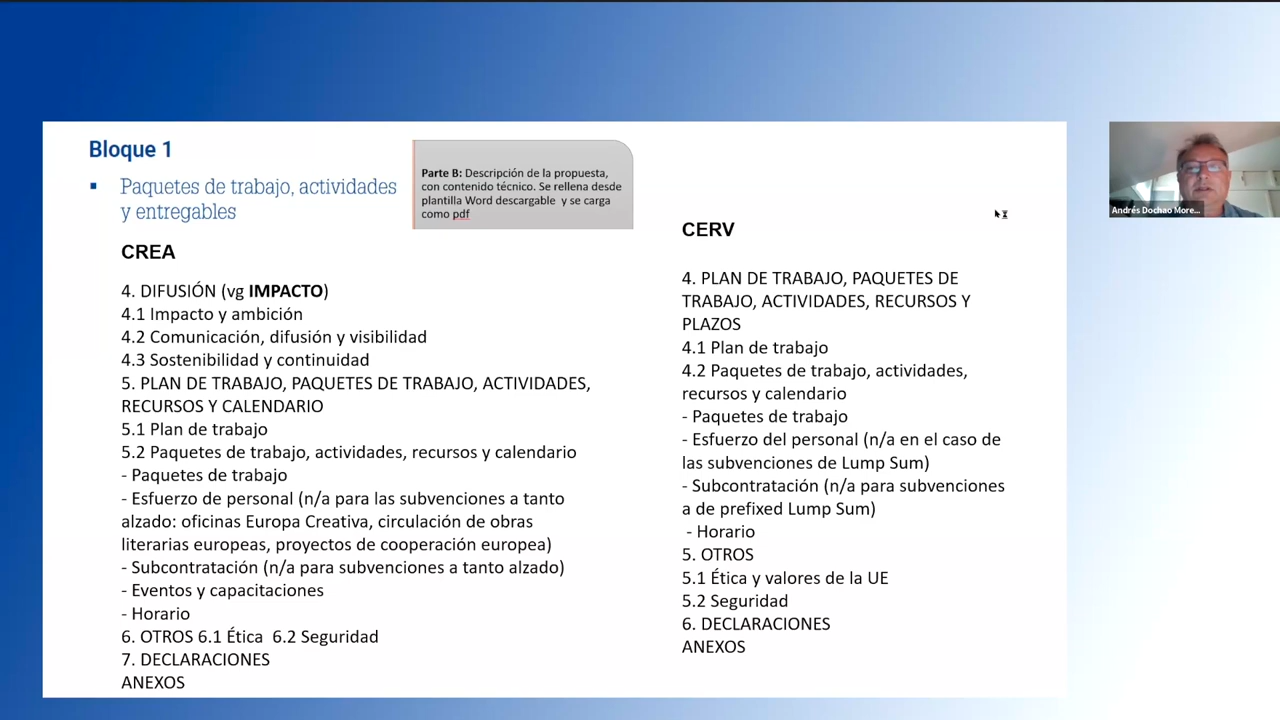 Bloque 1
▪ Paquetes de trabajo, actividades
y entregables
Parte B: Descripción de la propuesta,
con contenido técnico. Se rellena desde
plantilla Word descargable y se carga
como pdf
CREA
4. DIFUSIÓN (vg IMPACTO)
4.1 Impacto y ambición
4.2 Comunicación, difusión y visibilidad
4.3 Sostenibilidad y continuidad
5. PLAN DE TRABAJO, PAQUETES DE TRABAJO, ACTIVIDADES,
RECURSOS Y CALENDARIO
5.1 Plan de trabajo
5.2 Paquetes de trabajo, actividades, recursos y calendario
- Paquetes de trabajo
- Esfuerzo de personal (n/a para las subvenciones a tanto
alzado: oficinas Europa Creativa, circulación de obras
literarias europeas, proyectos de cooperación europea)
- Subcontratación (n/a para subvenciones a tanto alzado)
- Eventos y capacitaciones
- Horario
6. OTROS 6.1 Ética 6.2 Seguridad
7. DECLARACIONES
ANEXOS
CERV
4. PLAN DE TRABAJO, PAQUETES DE
TRABAJO, ACTIVIDADES, RECURSOS Y
PLAZOS
4.1 Plan de trabajo
4.2 Paquetes de trabajo, actividades,
recursos y calendario
- Paquetes de trabajo
- Esfuerzo del personal (n/a en el caso de
las subvenciones de Lump Sum)
- Subcontratación (n/a para subvenciones
a de prefixed Lump Sum)
- Horario
5. OTROS
5.1 Ética y valores de la UE
5.2 Seguridad
6. DECLARACIONES
ANEXOS
Andrés Dochao More...